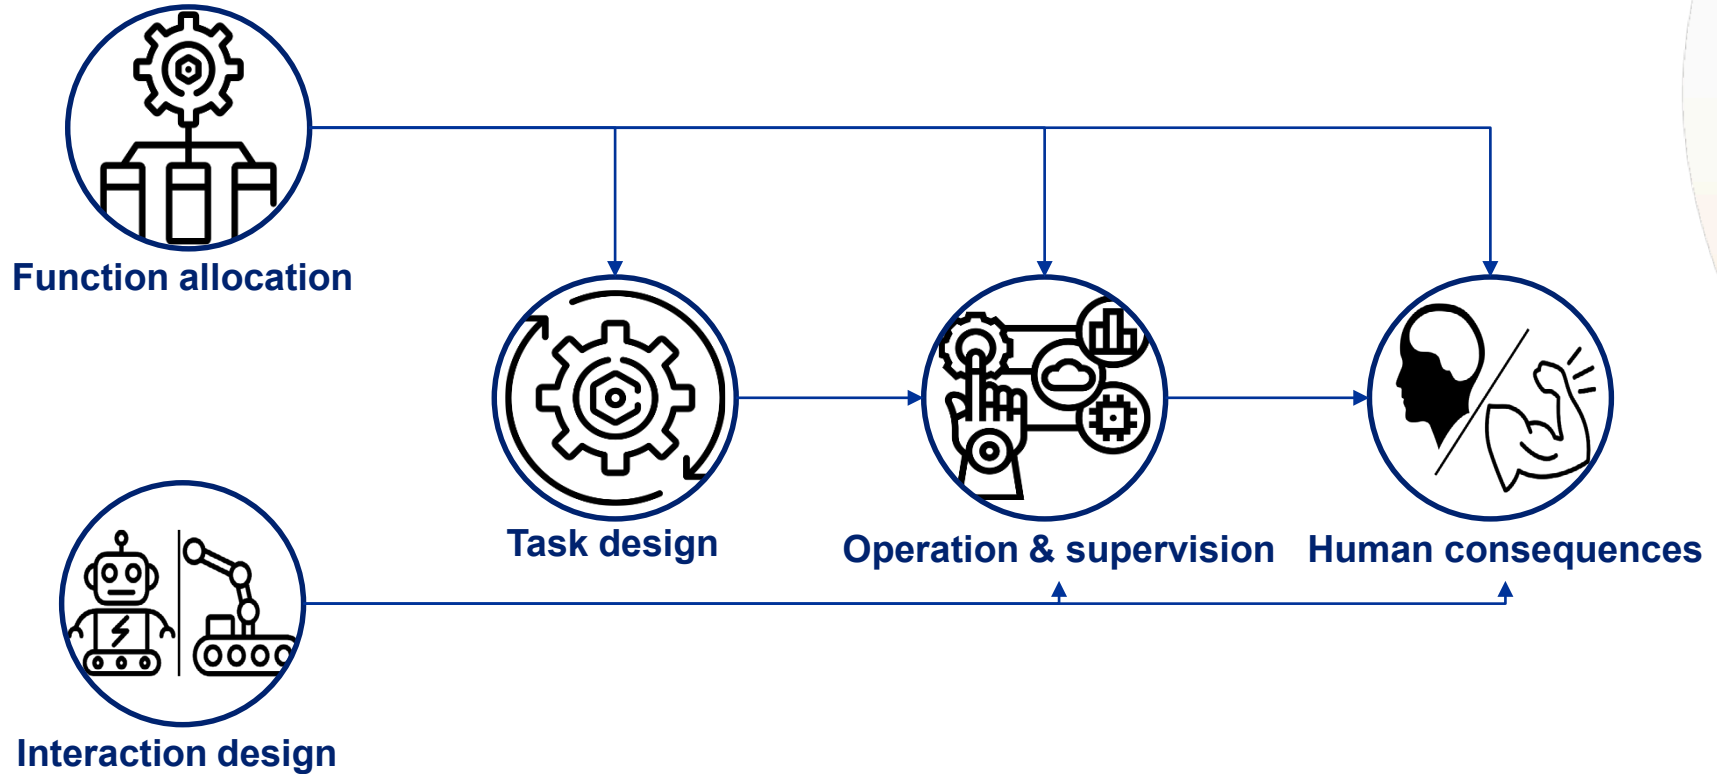 Function allocation
Task design
Operation & supervision
Human consequences
Interaction design